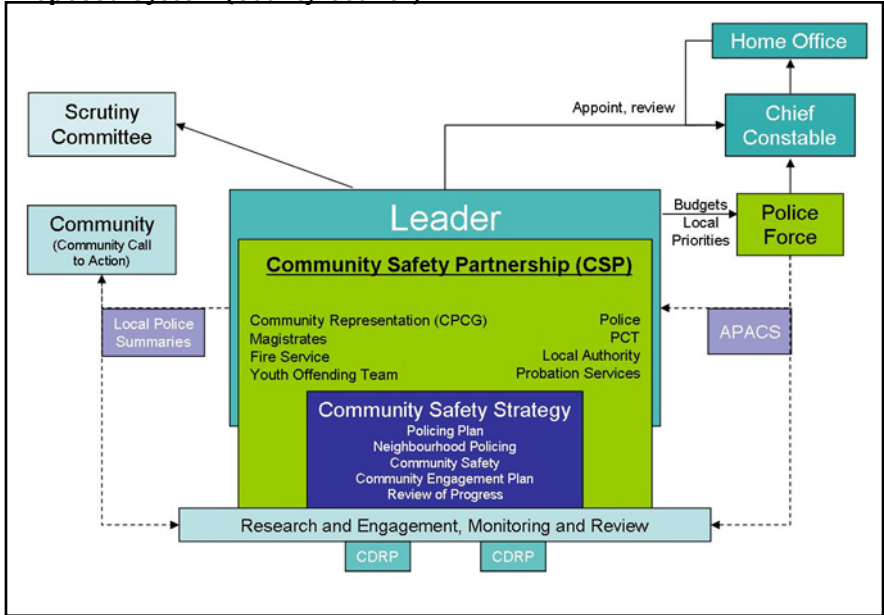 Home Office
Appoint, review
Scrutiny
Committee
Chief
Constable
Leader
Budgets
Local
Priorities
Police
Force
Community
(Community Call
to Action)
Community Safety Partnership (CSP)
Local Police
Summaries
APACS
Community Representation (CPCG)
Magistrates
Fire Service
Youth Offending Team
Police
PCT
Local Authority
Probation Services
Community Safety Strategy
Policing Plan
Neighbourhood Policing
Community Safety
Community Engagement Plan
Review of Progress
Research and Engagement, Monitoring and Review
CDRP
CDRP